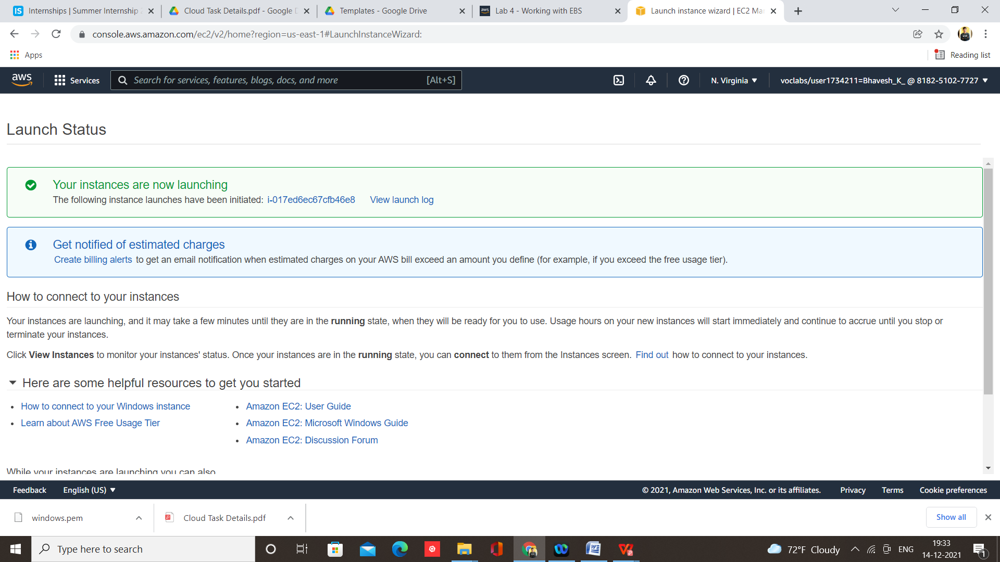 IS Internships | Summer Internship
Cloud Task Details.pdf - Google
Templates - Google Drive
aws Lab 4 - Working with EBS
Launch instance wizard | EC2 Ma
console.aws.amazon.com/ec2/v2/home?region=us-east-1#LaunchInstanceWizard:
Apps
Reading list
aws
Services
Search for services, features, blogs, docs, and more [Alt+S]
N. Virginia
voclabs/user1734211=Bhavesh_K_ @ 8182-5102-7727
Launch Status
Your instances are now launching
The following instance launches have been initiated: i-017ed6ec67cfb46e8 View launch log
Get notified of estimated charges
Create billing alerts to get an email notification when estimated charges on your AWS bill exceed an amount you define (for example, if you exceed the free usage tier).
How to connect to your instances
Your instances are launching, and it may take a few minutes until they are in the running state, when they will be ready for you to use. Usage hours on your new instances will start immediately and continue to accrue until you stop or
terminate your instances.
Click View Instances to monitor your instances' status. Once your instances are in the running state, you can connect to them from the Instances screen. Find out how to connect to your instances.
Here are some helpful resources to get you started
• How to connect to your Windows instance
• Learn about AWS Free Usage Tier
• Amazon EC2: User Guide
• Amazon EC2: Microsoft Windows Guide
• Amazon EC2: Discussion Forum
While your instances are launching you can also
Feedback
English (US)
© 2021, Amazon Web Services, Inc. or its affiliates.
Privacy
Terms
Cookie preferences
windows.pem
Cloud Task Details.pdf
Show all
Type here to search
72°F Cloudy
ENG
19:33
14-12-2021
1